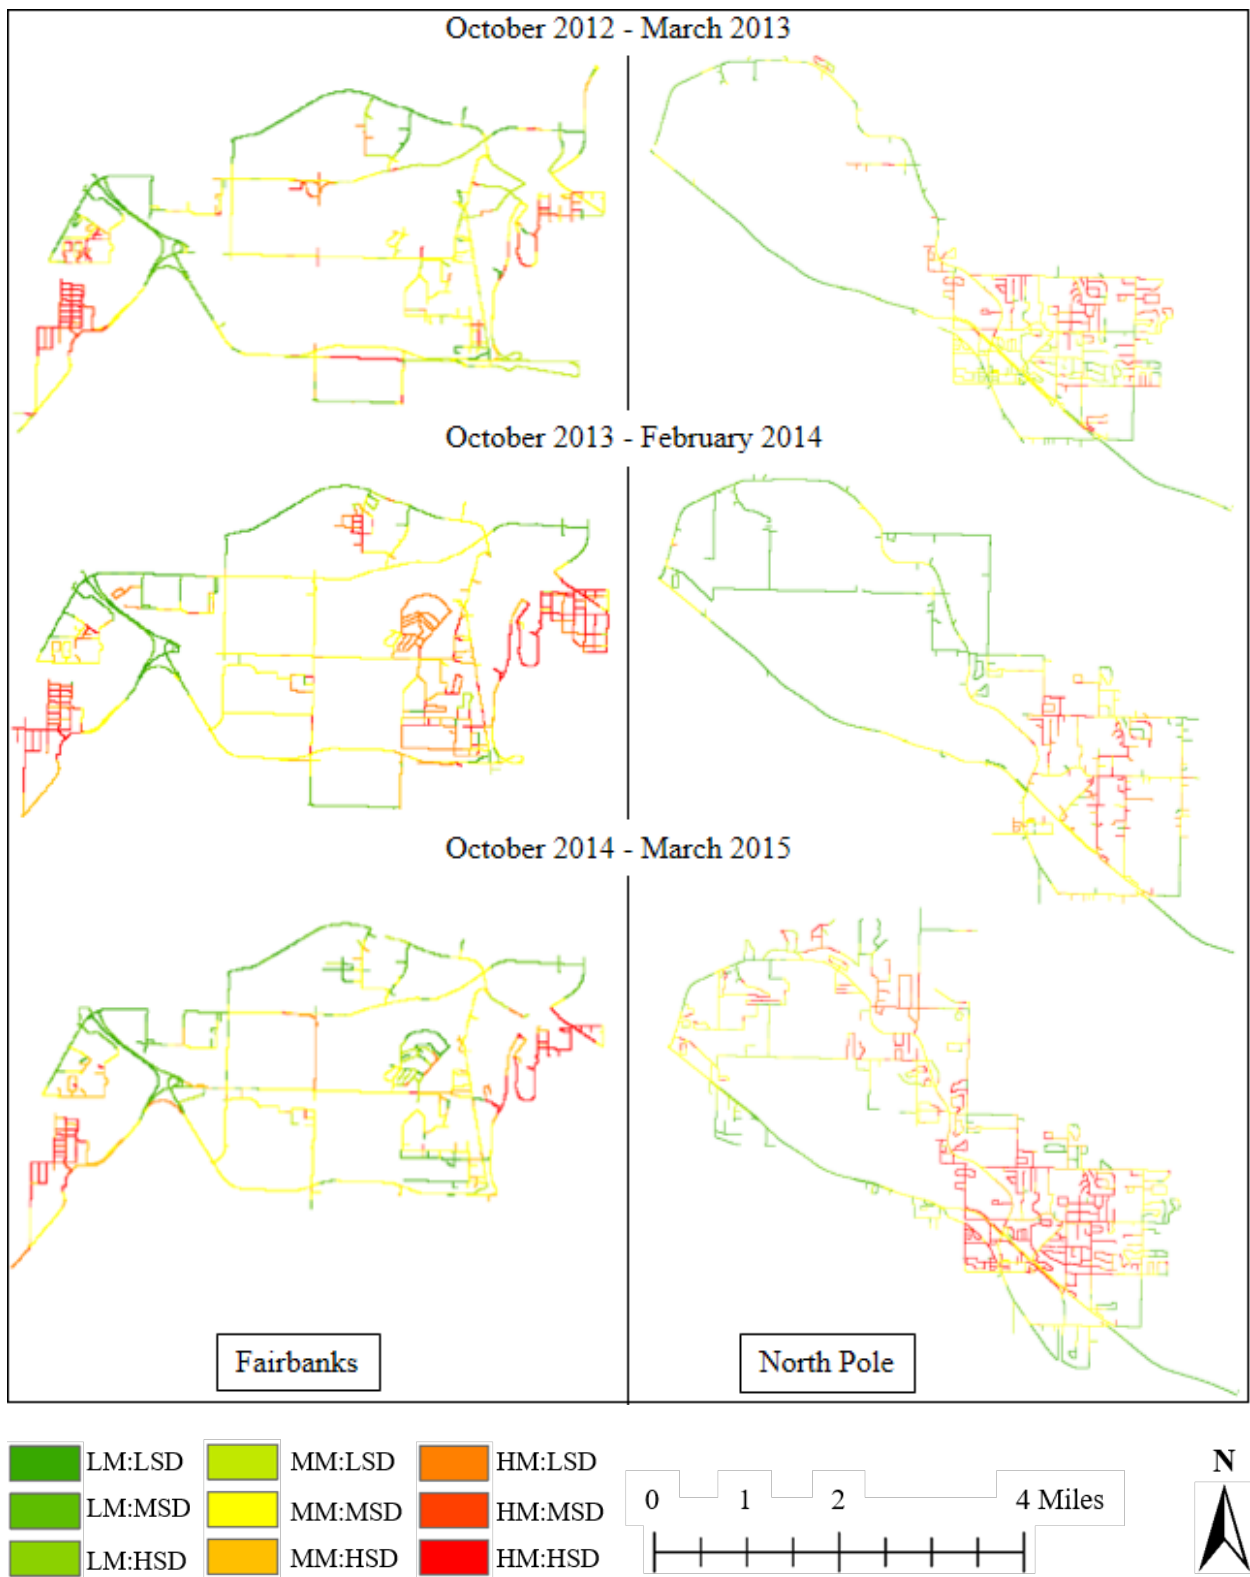 October 2012 - March 2013
October 2013 - February 2014
October 2014 - March 2015
Fairbanks
North Pole
LM:LSD MM:LSD HM:LSD
LM:MSD MM:MSD HM:MSD
LM:HSD MM:HSD HM:HSD
0 1 2 4 Miles
N